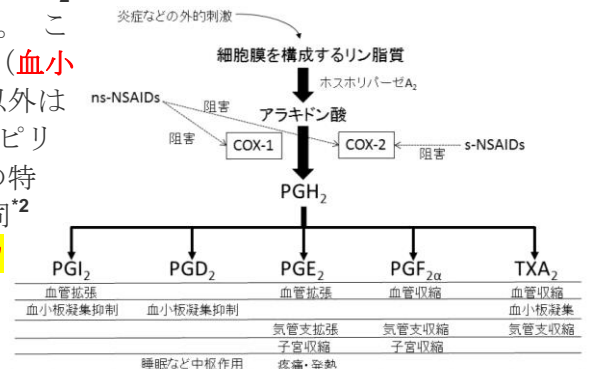 。 こ
(血小
以外は
ピリ
の特
*2
炎症などの外的刺激
細胞膜を構成するリン脂質
ホスホリパーゼA2
ns-NSAIDs
阻害
アラキドン酸
阻害
COX-1
COX-2
阻害
s-NSAIDs
PGH2
PGI2 PGD2 PGE2 PGF2α TXA2
血管拡張 血管拡張 血管収縮 血管収縮
血小板凝集抑制 血小板凝集抑制 血小板凝集
気管支拡張 気管支収縮 気管支収縮
子宮収縮 子宮収縮
睡眠など中枢作用 疼痛・発熱